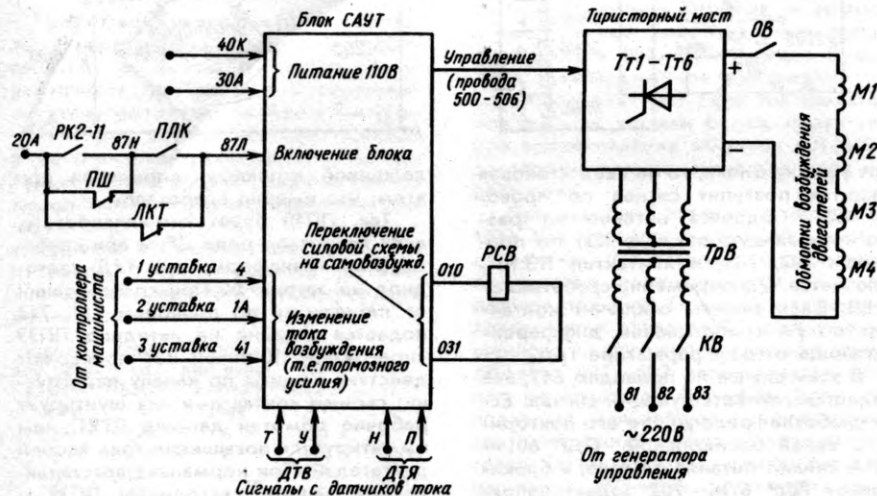 Блок САУТ
Тиристорный мост
40К
30А
Питание 110В
Управление
(провода
500-506)
Тт1-Тт6
+
−
ОВ
М1
М2
М3
М4
Обмотки возбуждения
двигателей
20А
РК2-11
87Н
ПЛК
87Л
Включение блока
ПШ
ЛКТ
Переключение
силовой схемы
на самовозбужд.
От контроллера
машиниста
1 уставка
4
2 уставка
1А
3 уставка
41
Изменение
тока
возбуждения
(т.е. тормозного
усилия)
010
031
РСВ
ТрВ
КВ
81
82
83
~220В
От генератора
управления
Т
У
Н
П
ДТВ
ДТЯ
Сигналы с датчиков тока